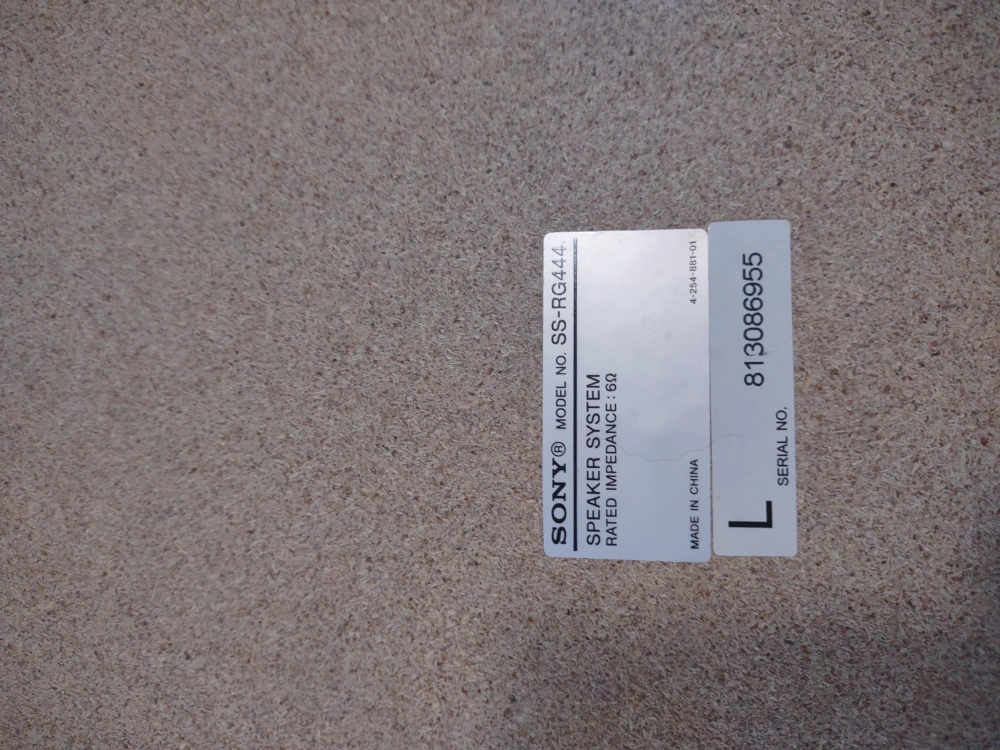 SONY® MODEL NO. SS-RG444
SPEAKER SYSTEM
RATED IMPEDANCE : 6Ω
MADE IN CHINA 4-254-881-01
L SERIAL NO. 813086955